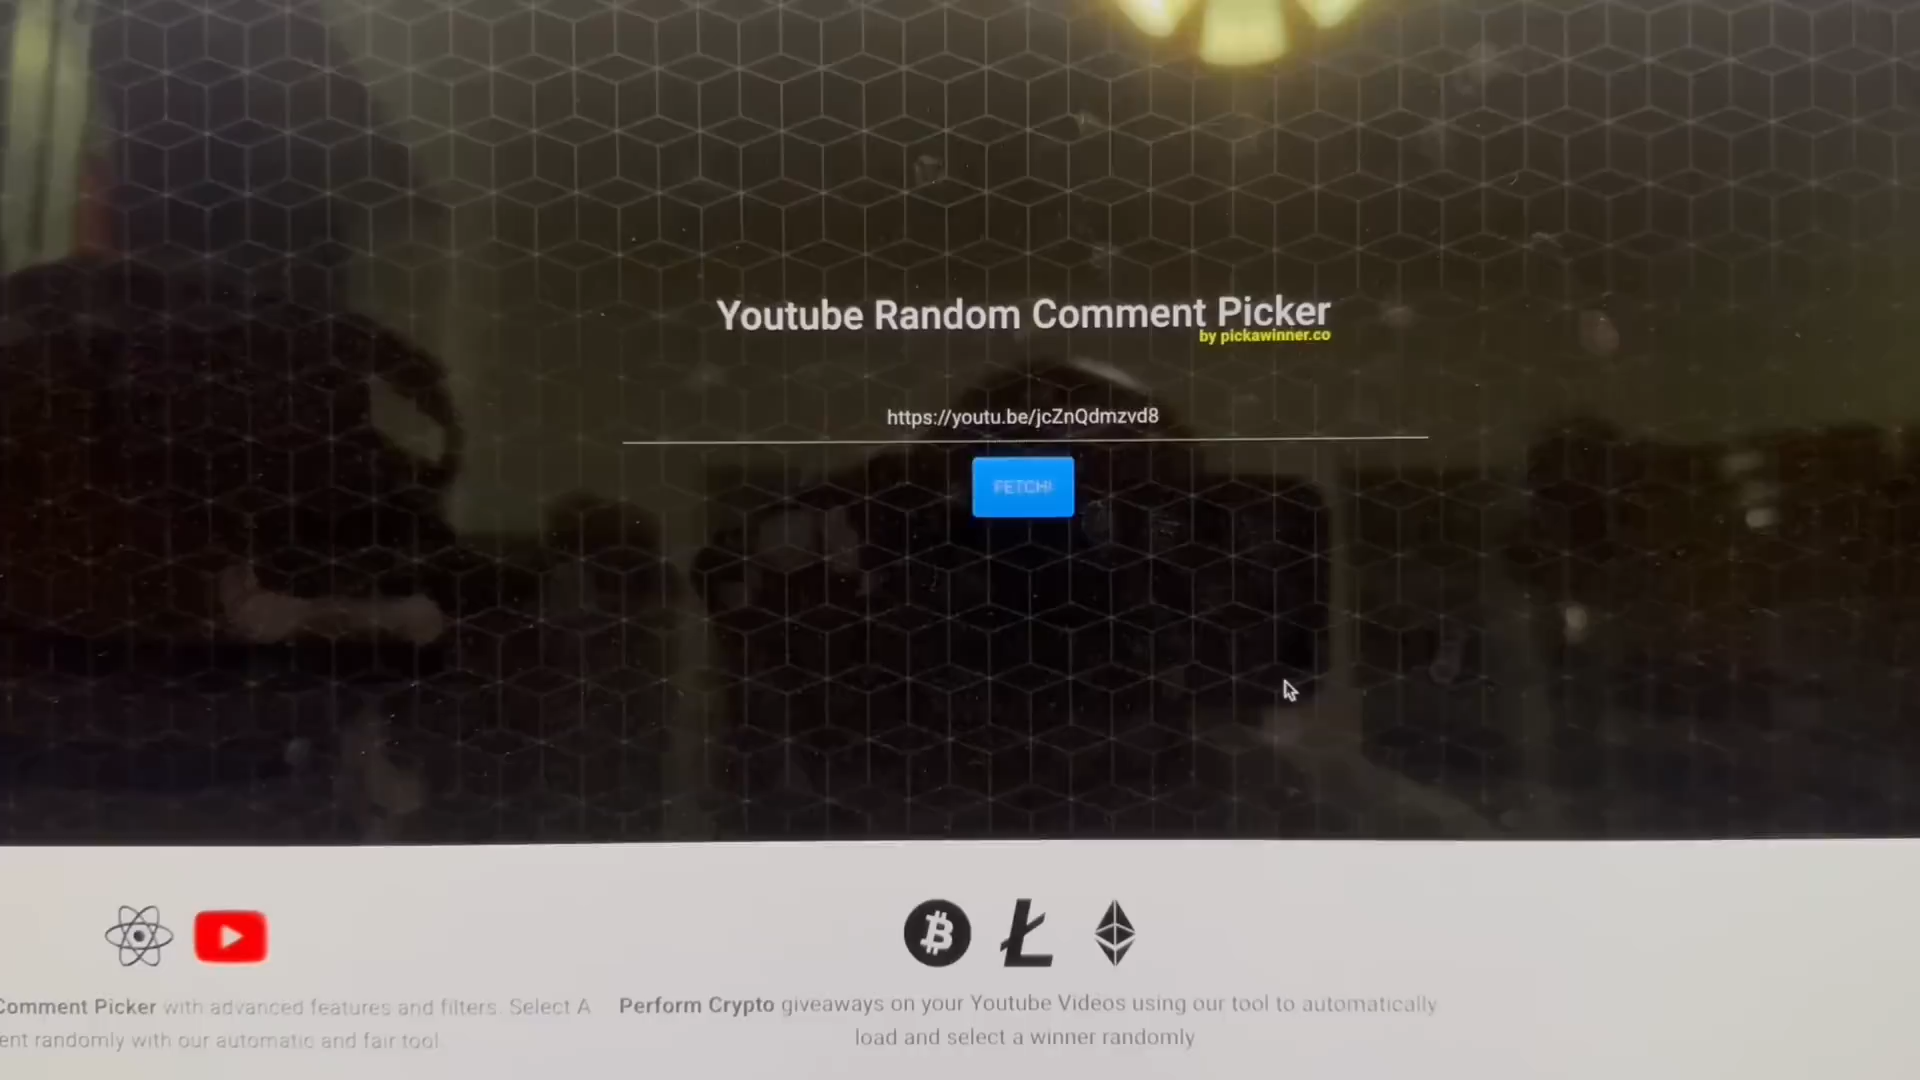 Youtube Random Comment Picker
by pickawinner.co
https://youtu.be/jcZnQdmzvd8
FETCH!
Comment Picker with advanced features and filters. Select A
ent randomly with our automatic and fair tool
Perform Crypto giveaways on your Youtube Videos using our tool to automatically
load and select a winner randomly